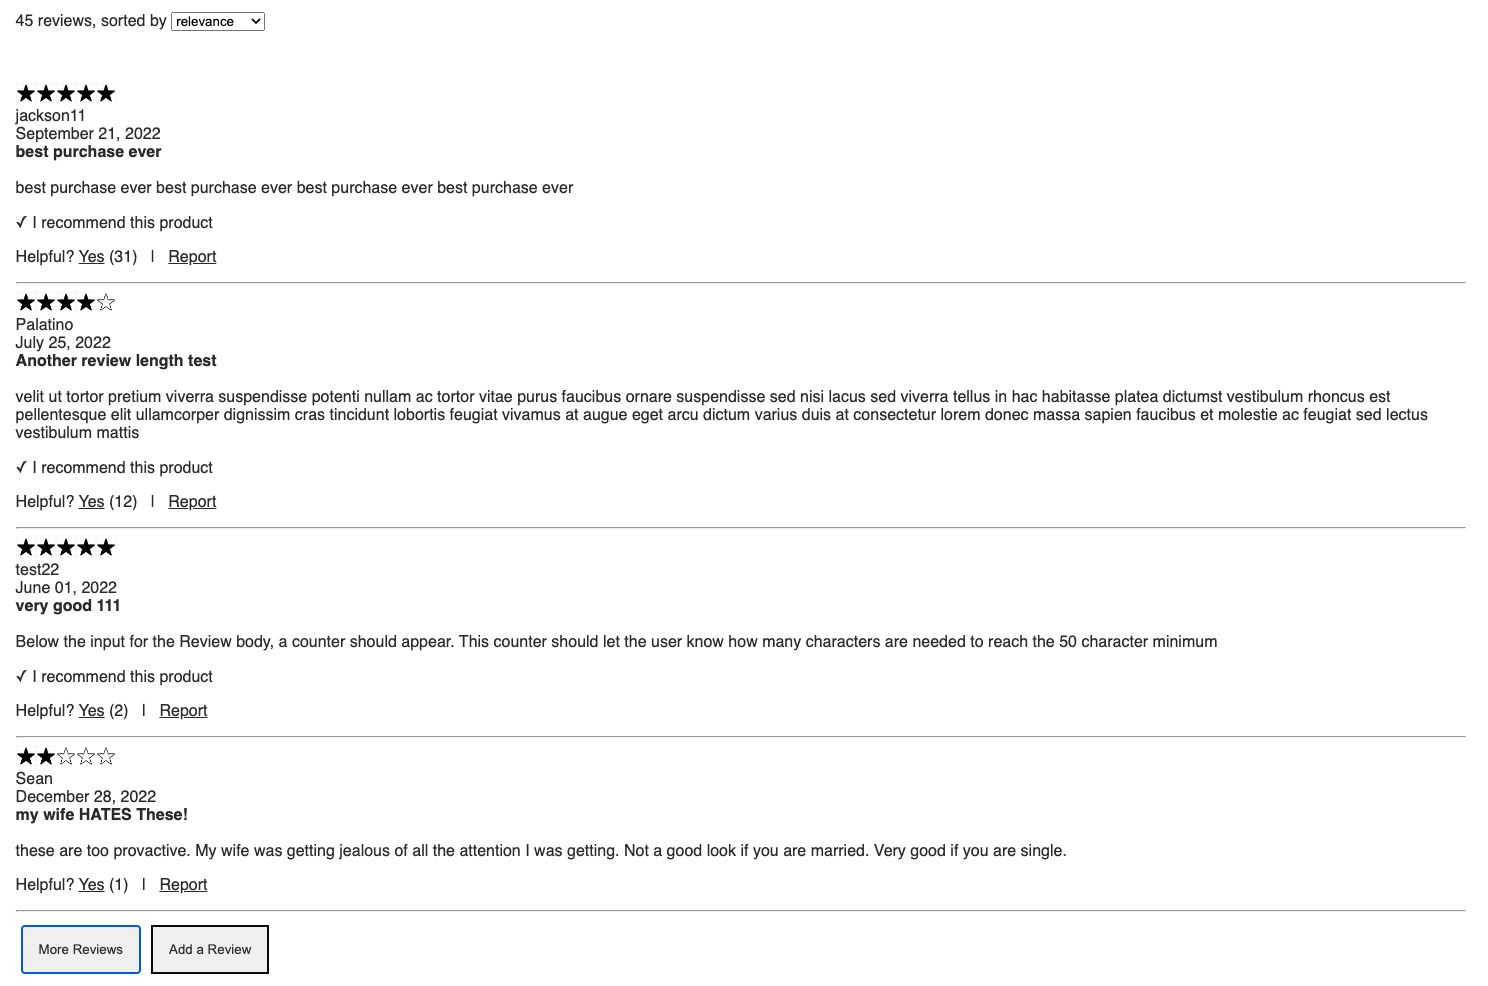 45 reviews, sorted by relevance
★★★★★
jackson11
September 21, 2022
best purchase ever
best purchase ever best purchase ever best purchase ever best purchase ever
✓ I recommend this product
Helpful? Yes (31) | Report
★★★★☆
Palatino
July 25, 2022
Another review length test
velit ut tortor pretium viverra suspendisse potenti nullam ac tortor vitae purus faucibus ornare suspendisse sed nisi lacus sed viverra tellus in hac habitasse platea dictumst vestibulum rhoncus est
pellentesque elit ullamcorper dignissim cras tincidunt lobortis feugiat vivamus at augue eget arcu dictum varius duis at consectetur lorem donec massa sapien faucibus et molestie ac feugiat sed lectus
vestibulum mattis
✓ I recommend this product
Helpful? Yes (12) | Report
★★★★★
test22
June 01, 2022
very good 111
Below the input for the Review body, a counter should appear. This counter should let the user know how many characters are needed to reach the 50 character minimum
✓ I recommend this product
Helpful? Yes (2) | Report
★★☆☆☆
Sean
December 28, 2022
my wife HATES These!
these are too provactive. My wife was getting jealous of all the attention I was getting. Not a good look if you are married. Very good if you are single.
Helpful? Yes (1) | Report
More Reviews Add a Review